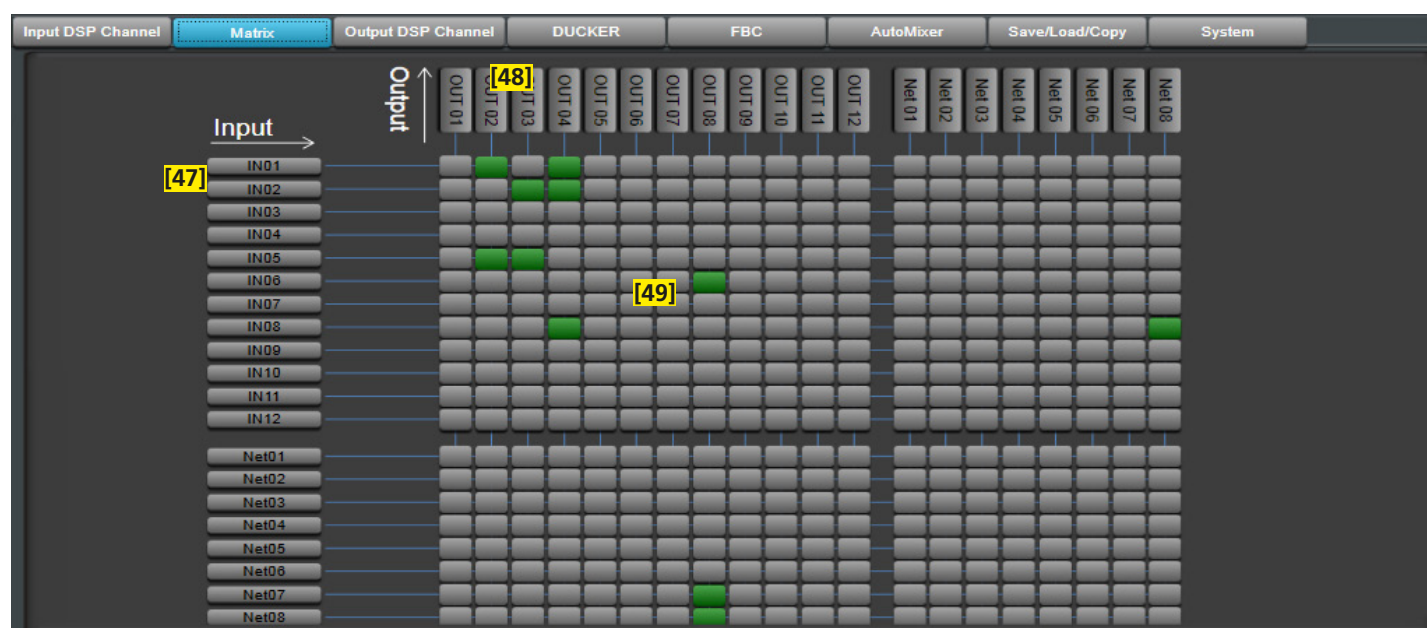 Input DSP Channel Matrix Output DSP Channel DUCKER FBC AutoMixer Save/Load/Copy System
Output
OUT 01 OUT 02 OUT 03 OUT 04 OUT 05 OUT 06 OUT 07 OUT 08 OUT 09 OUT 10 OUT 11 OUT 12 Net 01 Net 02 Net 03 Net 04 Net 05 Net 06 Net 07 Net 08
[48]
Input
IN01
[47]
IN02
IN03
IN04
IN05
IN06
[49]
IN07
IN08
IN09
IN10
IN11
IN12
Net01
Net02
Net03
Net04
Net05
Net06
Net07
Net08